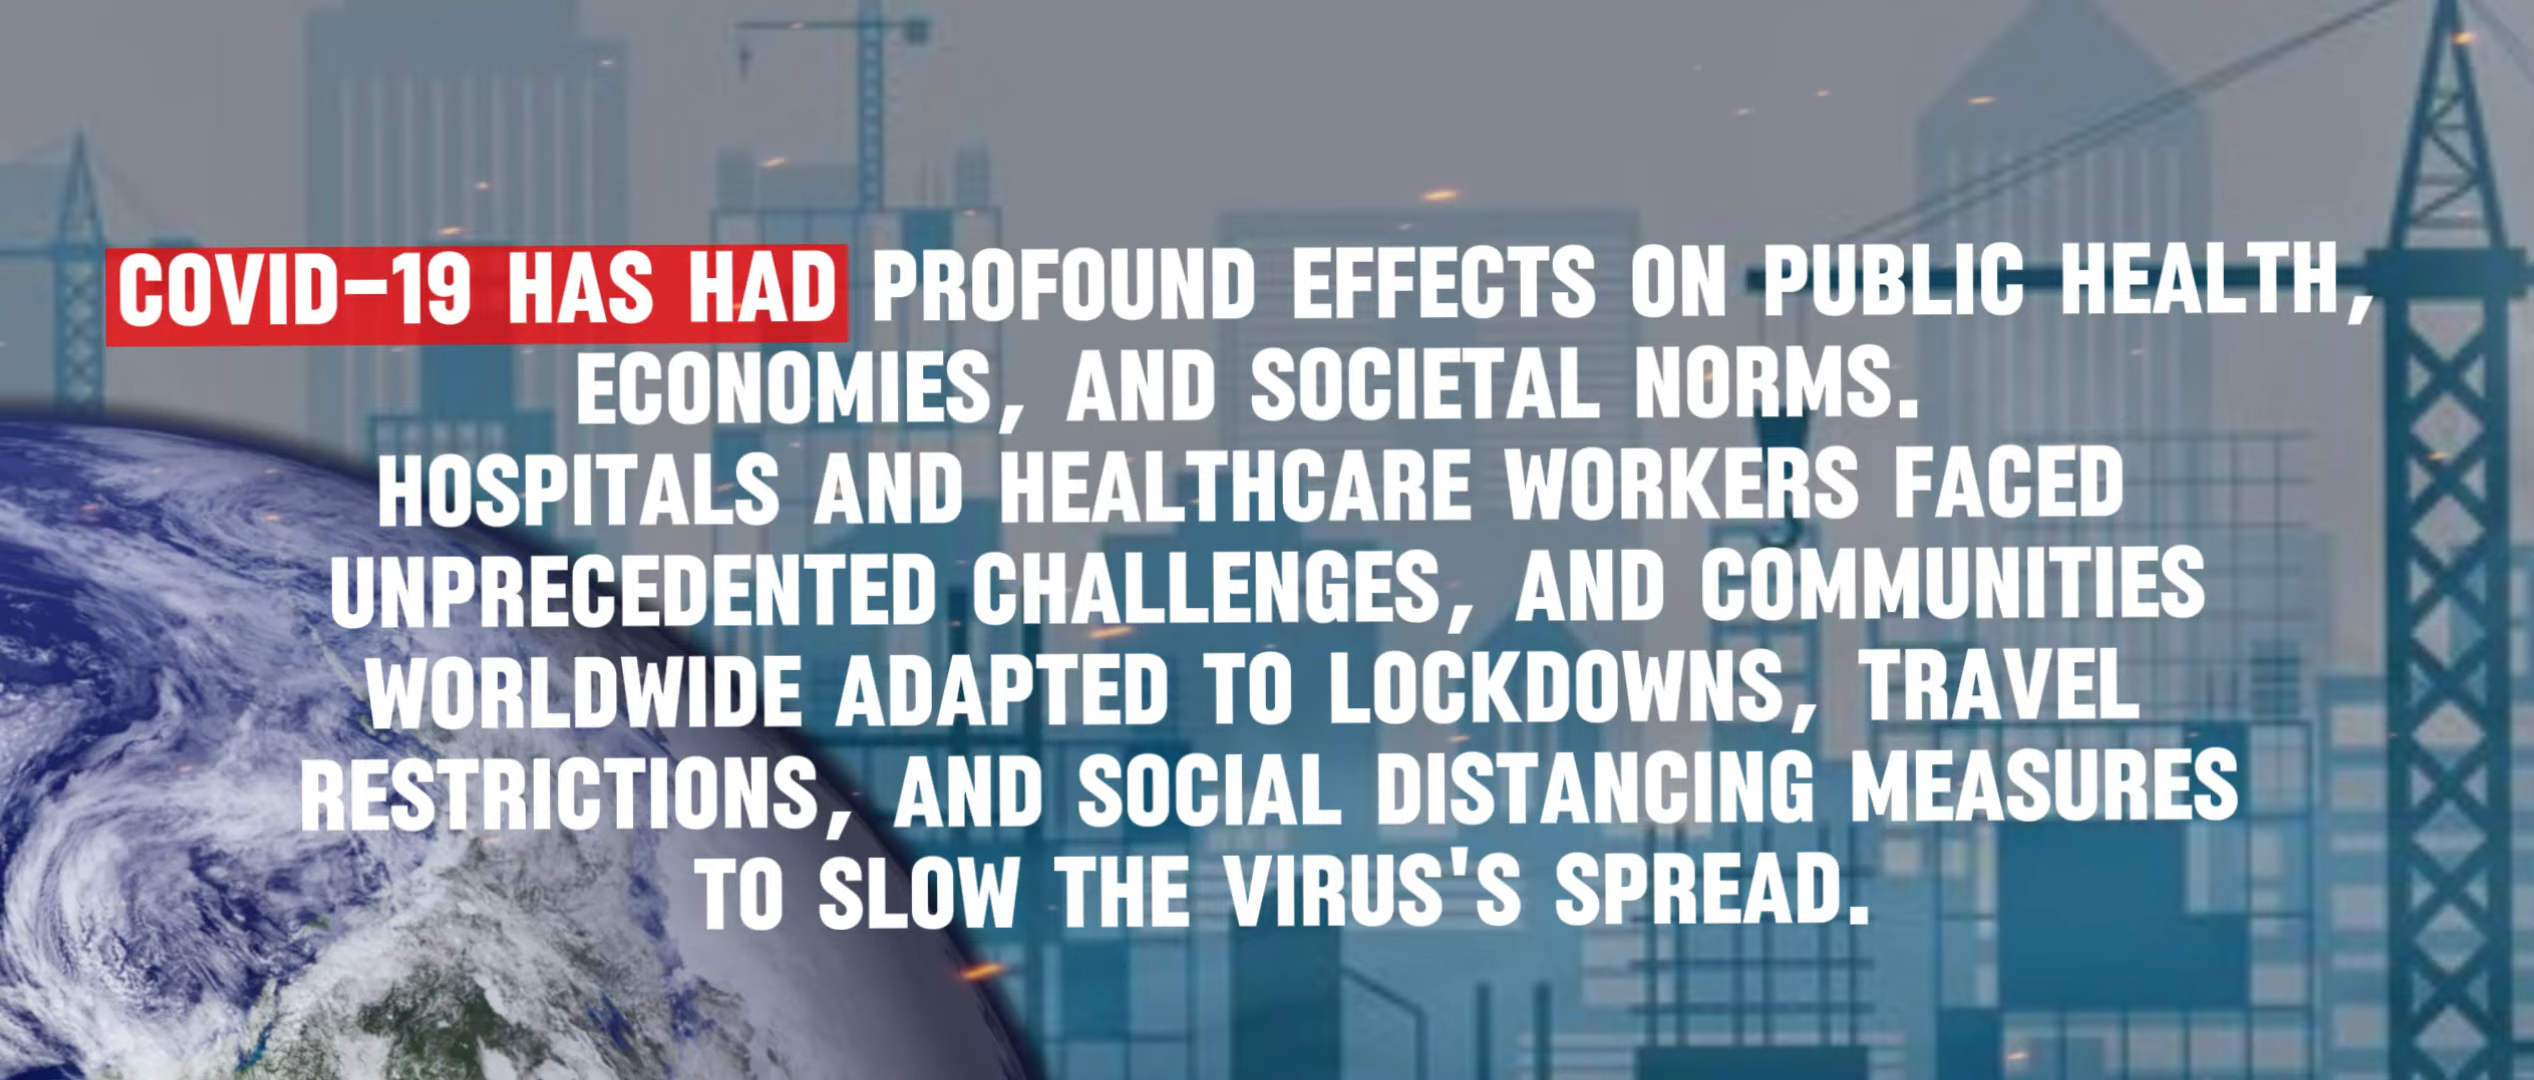 COVID-19 HAS HAD PROFOUND EFFECTS ON PUBLIC HEALTH,
ECONOMIES, AND SOCIETAL NORMS.
HOSPITALS AND HEALTHCARE WORKERS FACED
UNPRECEDENTED CHALLENGES, AND COMMUNITIES
WORLDWIDE ADAPTED TO LOCKDOWNS, TRAVEL
RESTRICTIONS, AND SOCIAL DISTANCING MEASURES
TO SLOW THE VIRUS'S SPREAD.